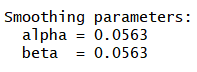 Smoothing parameters:
alpha = 0.0563
beta  = 0.0563